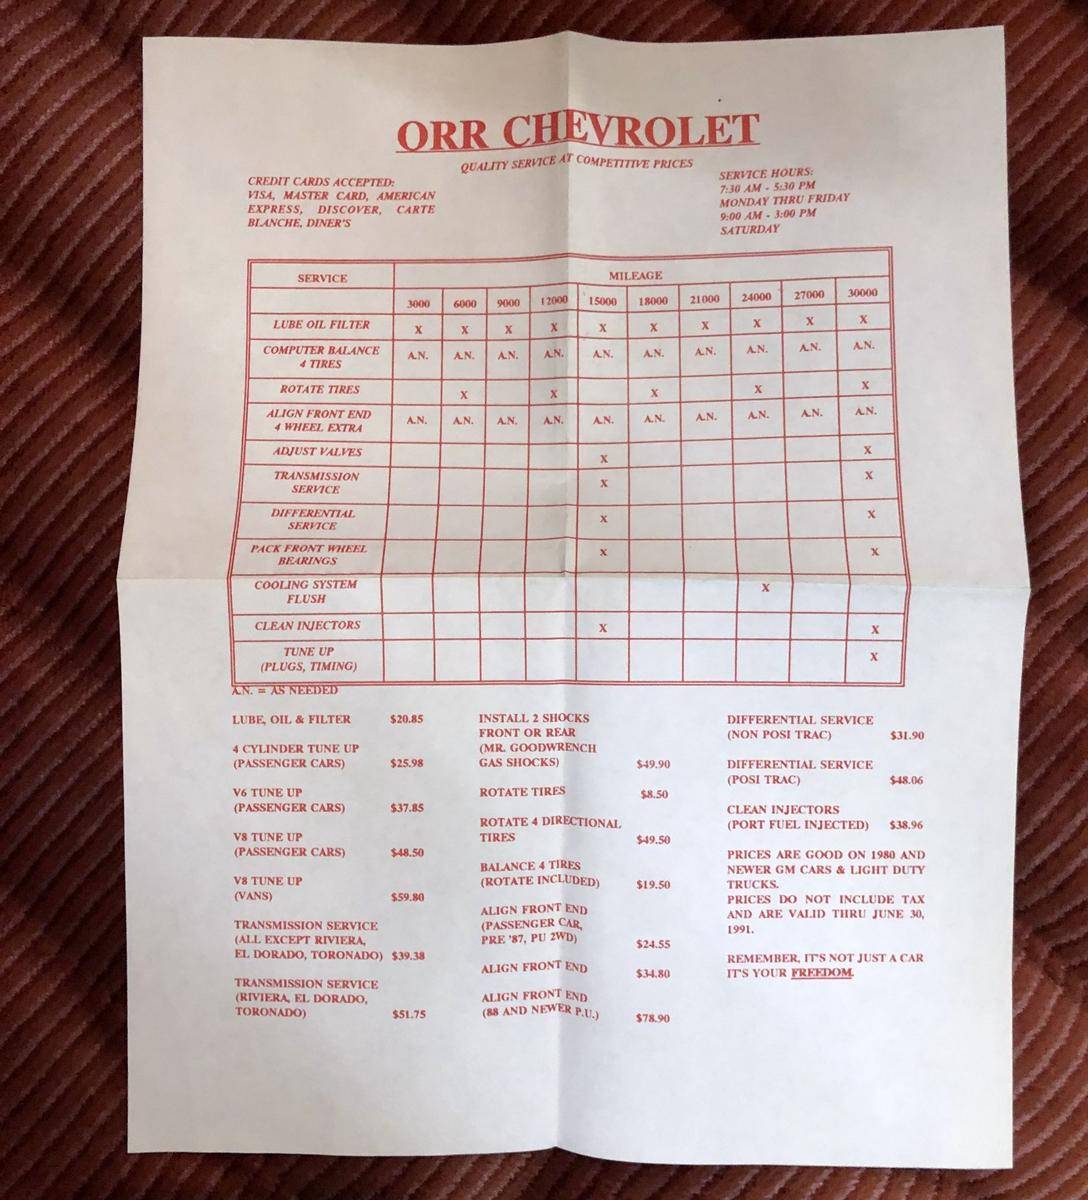 ORR CHEVROLET
QUALITY SERVICE AT COMPETITIVE PRICES
CREDIT CARDS ACCEPTED:
VISA, MASTER CARD, AMERICAN
EXPRESS, DISCOVER, CARTE
BLANCHE, DINER'S
SERVICE HOURS:
7:30 AM - 5:30 PM
MONDAY THRU FRIDAY
9:00 AM - 3:00 PM
SATURDAY
SERVICE MILEAGE
3000 6000 9000 12000 15000 18000 21000 24000 27000 30000
LUBE OIL FILTER X X X X X X X X X X
COMPUTER BALANCE
4 TIRES A.N. A.N. A.N. A.N. A.N. A.N. A.N. A.N. A.N. A.N.
ROTATE TIRES X X X X X
ALIGN FRONT END
4 WHEEL EXTRA A.N. A.N. A.N. A.N. A.N. A.N. A.N. A.N. A.N. A.N.
ADJUST VALVES X X
TRANSMISSION
SERVICE X X
DIFFERENTIAL
SERVICE X X
PACK FRONT WHEEL
BEARINGS X X
COOLING SYSTEM
FLUSH X
CLEAN INJECTORS X X
TUNE UP
(PLUGS, TIMING) X
A.N. = AS NEEDED
LUBE, OIL & FILTER $20.85
4 CYLINDER TUNE UP
(PASSENGER CARS) $25.98
V6 TUNE UP
(PASSENGER CARS) $37.85
V8 TUNE UP
(PASSENGER CARS) $48.50
V8 TUNE UP
(VANS) $59.80
TRANSMISSION SERVICE
(ALL EXCEPT RIVIERA,
EL DORADO, TORONADO) $39.38
TRANSMISSION SERVICE
(RIVIERA, EL DORADO,
TORONADO) $51.75
INSTALL 2 SHOCKS
FRONT OR REAR
(MR. GOODWRENCH
GAS SHOCKS) $49.90
ROTATE TIRES $8.50
ROTATE 4 DIRECTIONAL
TIRES $49.50
BALANCE 4 TIRES
(ROTATE INCLUDED) $19.50
ALIGN FRONT END
(PASSENGER CAR,
PRE '87, PU 2WD) $24.55
ALIGN FRONT END $34.80
ALIGN FRONT END
(88 AND NEWER P.U.) $78.90
DIFFERENTIAL SERVICE
(NON POSI TRAC) $31.90
DIFFERENTIAL SERVICE
(POSI TRAC) $48.06
CLEAN INJECTORS
(PORT FUEL INJECTED) $38.96
PRICES ARE GOOD ON 1980 AND
NEWER GM CARS & LIGHT DUTY
TRUCKS.
PRICES DO NOT INCLUDE TAX
AND ARE VALID THRU JUNE 30,
1991.
REMEMBER, IT'S NOT JUST A CAR
IT'S YOUR FREEDOM.